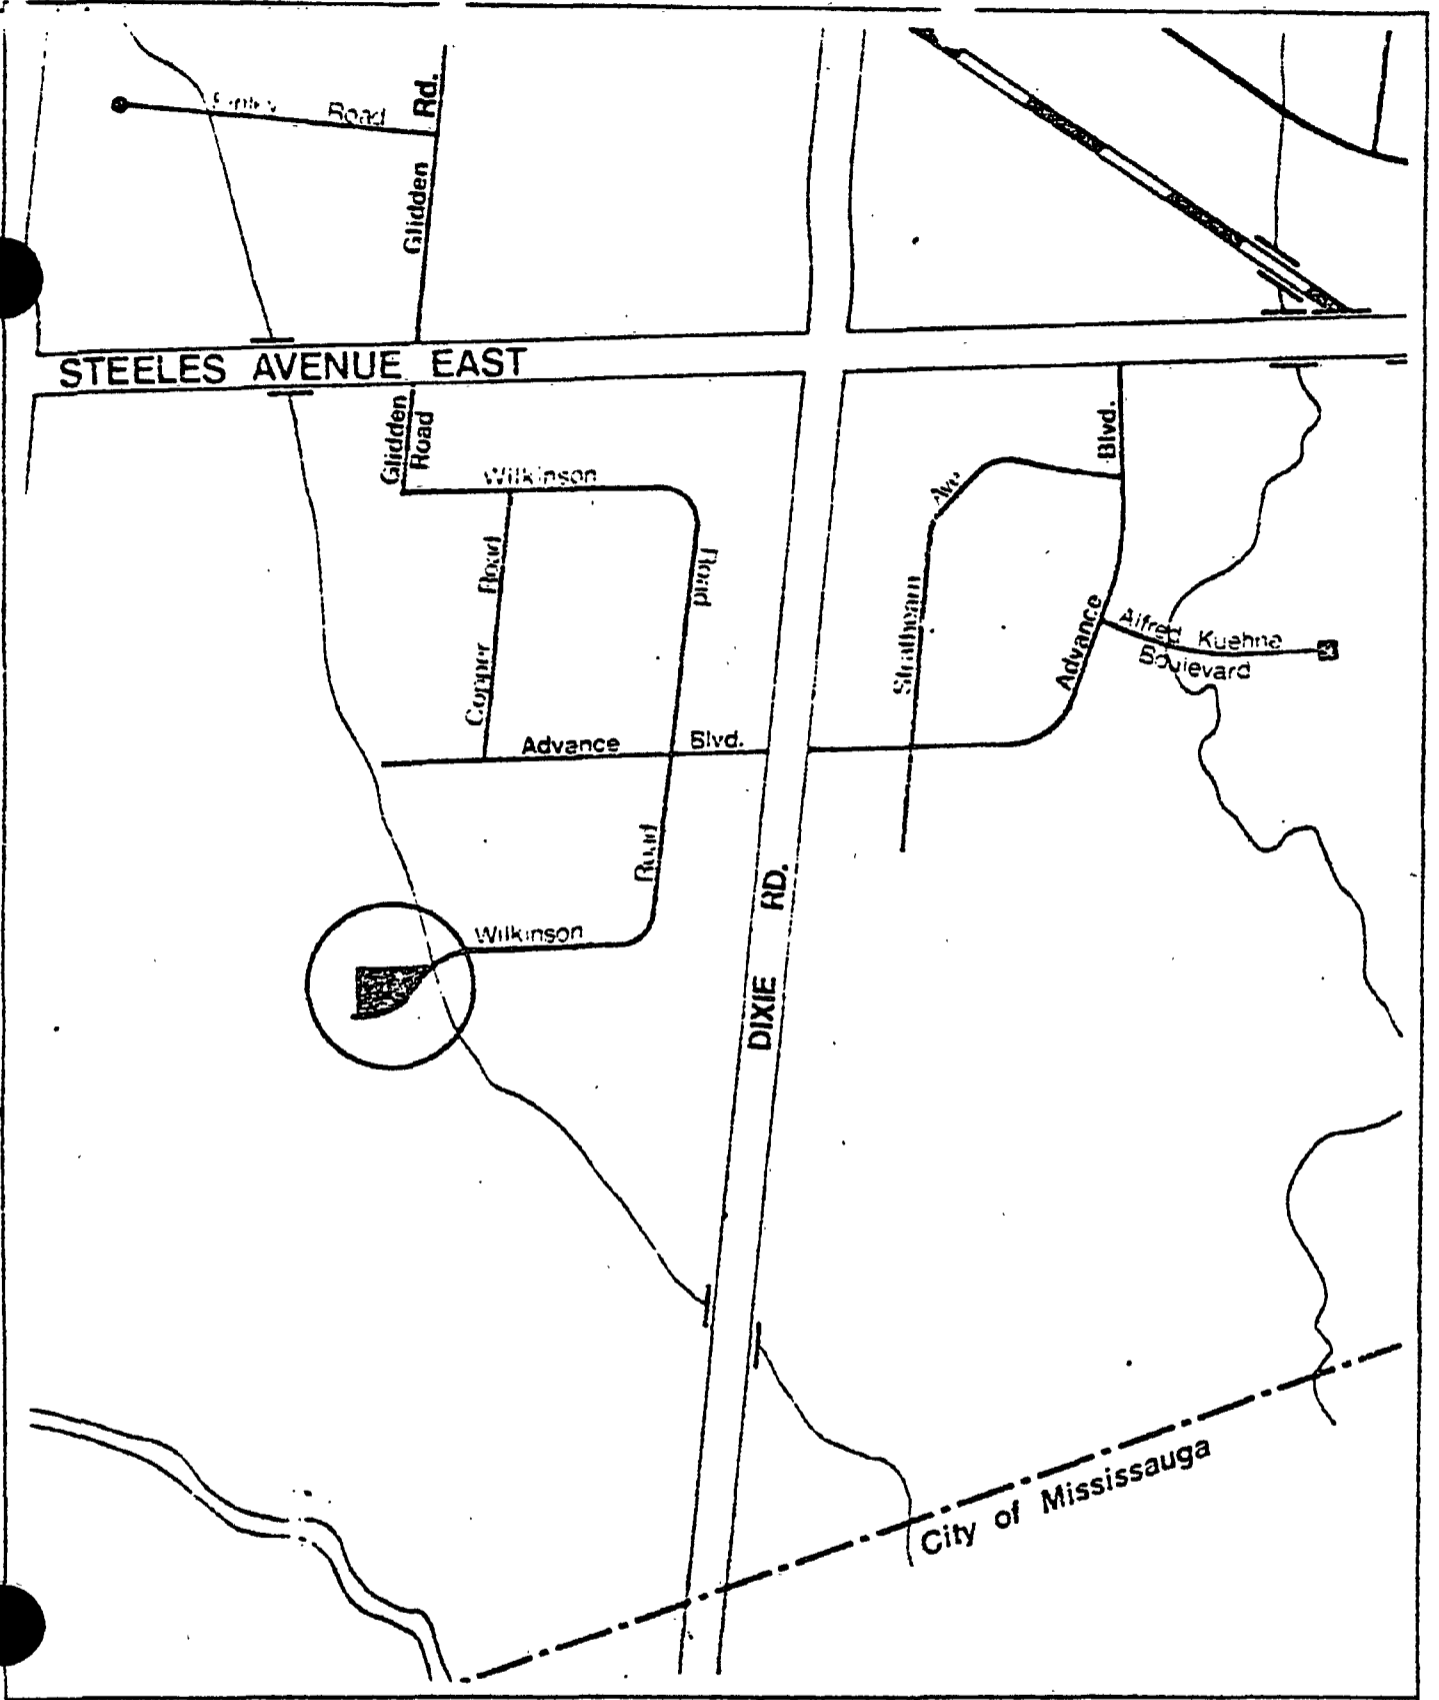 Road
Glidden Rd.
STEELES AVENUE EAST
Glidden
Road
Wilkinson
Road
Copper Road
Advance Blvd.
Road
Wilkinson
DIXIE RD.
Ave
Strathearn
Advance Blvd.
Alfred Kuehne
Boulevard
City of Mississauga